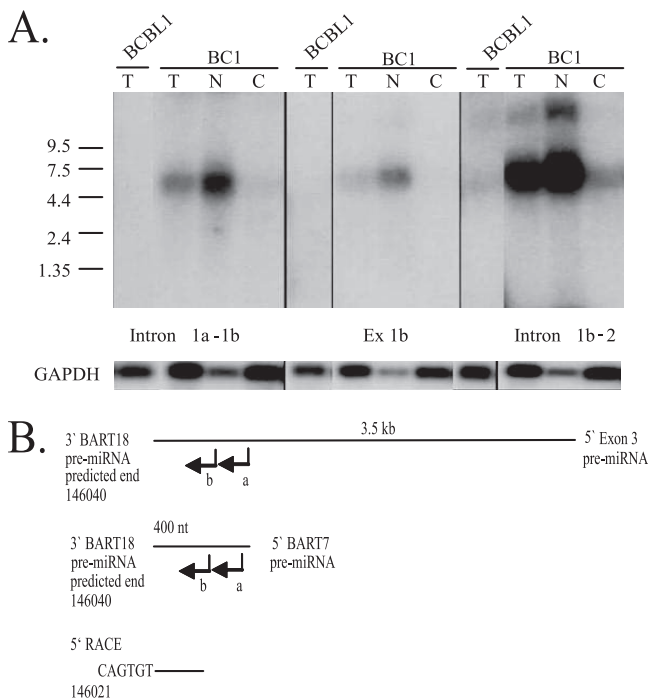 A.
BCBL1 BC1 BCBL1 BC1 BCBL1 BC1
T T N C T T N C T T N C
9.5
7.5
4.4
2.4
1.35
Intron 1a-1b Ex 1b Intron 1b-2
GAPDH
B.
3.5 kb
3` BART18 5` Exon 3
pre-miRNA pre-miRNA
predicted end
146040
b a
400 nt
3` BART18 5` BART7
pre-miRNA pre-miRNA
predicted end
146040
b a
5‘ RACE
CAGTGT
146021